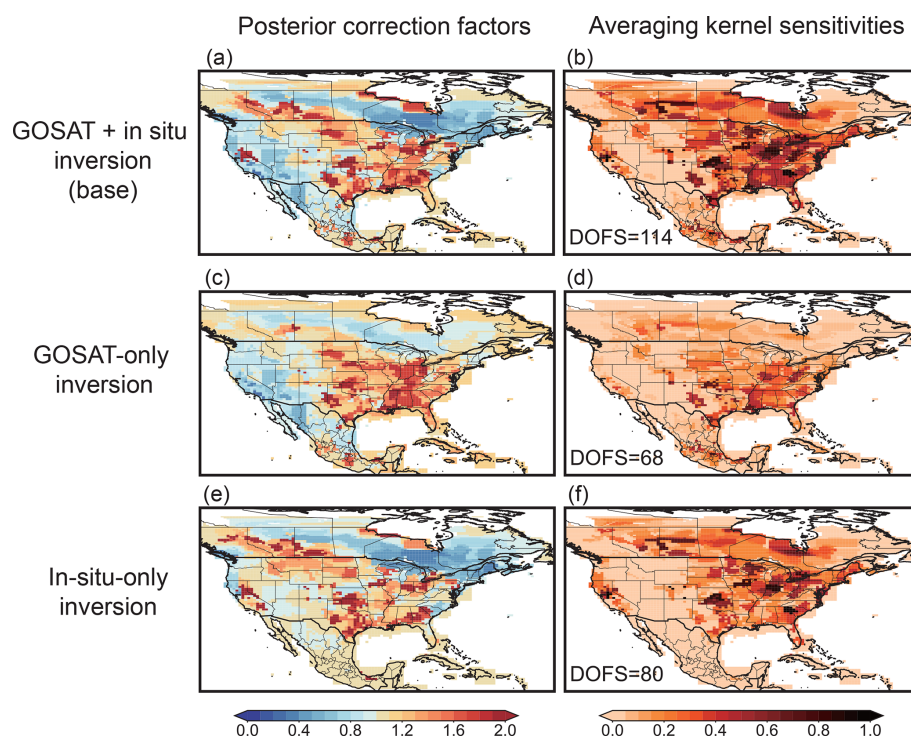 Posterior correction factors
Averaging kernel sensitivities
(a)
(b)
GOSAT + in situ
inversion
(base)
DOFS=114
(c)
(d)
GOSAT-only
inversion
DOFS=68
(e)
(f)
In-situ-only
inversion
DOFS=80
0.0 0.4 0.8 1.2 1.6 2.0
0.0 0.2 0.4 0.6 0.8 1.0